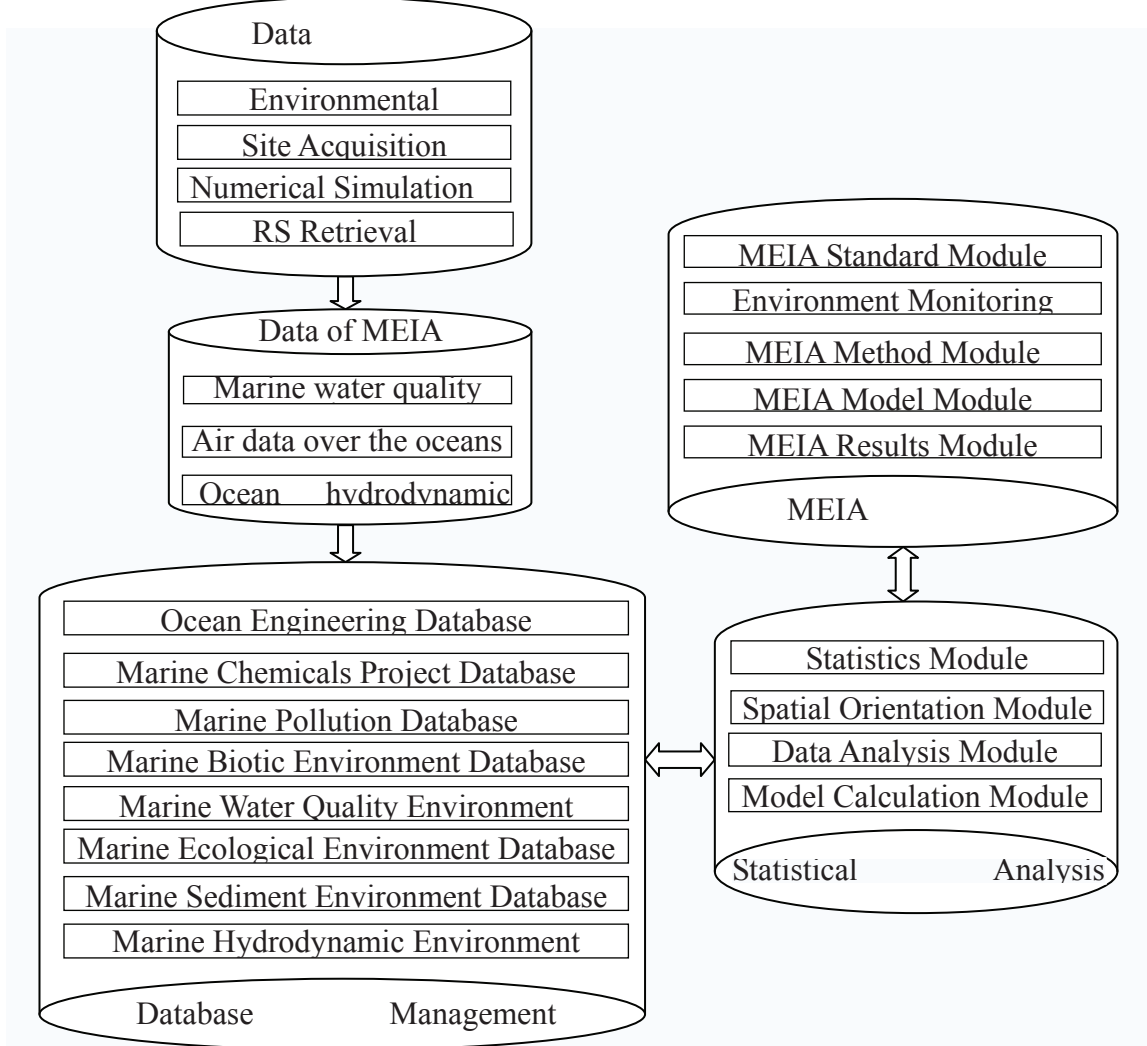 Data
Environmental
Site Acquisition
Numerical Simulation
RS Retrieval
Data of MEIA
Marine water quality
Air data over the oceans
Ocean hydrodynamic
Ocean Engineering Database
Marine Chemicals Project Database
Marine Pollution Database
Marine Biotic Environment Database
Marine Water Quality Environment
Marine Ecological Environment Database
Marine Sediment Environment Database
Marine Hydrodynamic Environment
Database Management
MEIA Standard Module
Environment Monitoring
MEIA Method Module
MEIA Model Module
MEIA Results Module
MEIA
Statistics Module
Spatial Orientation Module
Data Analysis Module
Model Calculation Module
Statistical Analysis